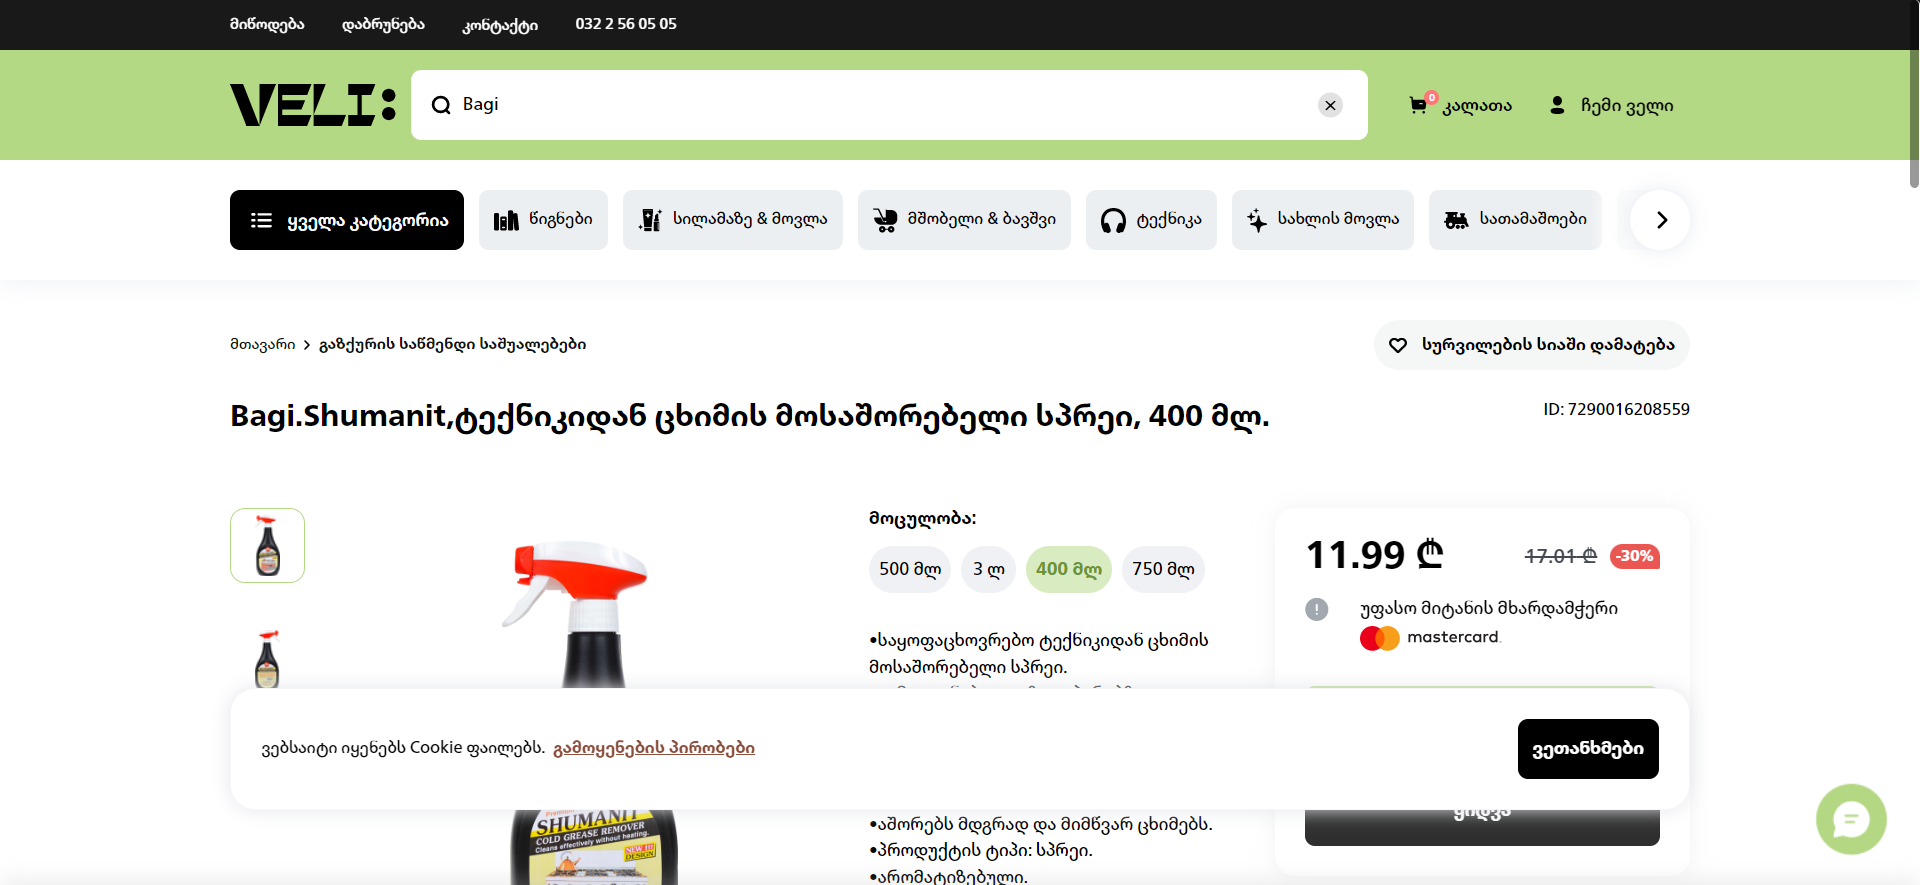 მიწოდება დაბრუნება კონტაქტი 032 2 56 05 05
VELI: Bagi 0 კალათა ჩემი ველი
ყველა კატეგორია წიგნები სილამაზე & მოვლა მშობელი & ბავშვი ტექნიკა სახლის მოვლა სათამაშოები
მთავარი > გაზქურის საწმენდი საშუალებები
სურვილების სიაში დამატება
Bagi.Shumanit,ტექნიკიდან ცხიმის მოსაშორებელი სპრეი, 400 მლ.
ID: 7290016208559
მოცულობა:
500 მლ 3 ლ 400 მლ 750 მლ
11.99 ₾ 17.01 ₾ -30%
უფასო მიტანის მხარდამჭერი
mastercard.
•საყოფაცხოვრებო ტექნიკიდან ცხიმის
მოსაშორებელი სპრეი.
ვებსაიტი იყენებს Cookie ფაილებს. გამოყენების პირობები
ვეთანხმები
ყიდვა
SHUMANIT
COLD GREASE REMOVER
Cleans effectively without heating.
NEW !!!
DESIGN
•აშორებს მდგრად და მიმწვარ ცხიმებს.
•პროდუქტის ტიპი: სპრეი.
•არომატიზებული.